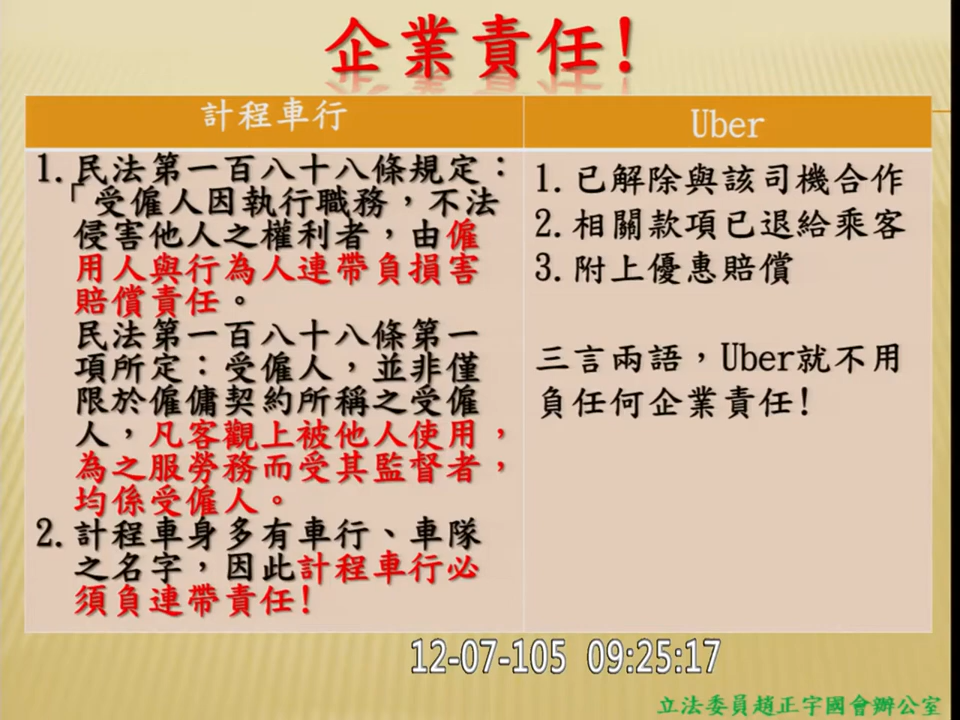 企業責任!
計程車行
Uber
1. 民法第一百八十八條規定：
「受僱人因執行職務，不法
侵害他人之權利者，由僱
用人與行為人連帶負損害
賠償責任。
民法第一百八十八條第一
項所定：受僱人，並非僅
限於僱傭契約所稱之受僱
人，凡客觀上被他人使用，
為之服勞務而受其監督者，
均係受僱人。
2. 計程車身多有車行、車隊
之名字，因此計程車行必
須負連帶責任!
1. 已解除與該司機合作
2. 相關款項已退給乘客
3. 附上優惠賠償
三言兩語，Uber就不用
負任何企業責任!
12-07-105 09:25:17
立法委員趙正宇國會辦公室